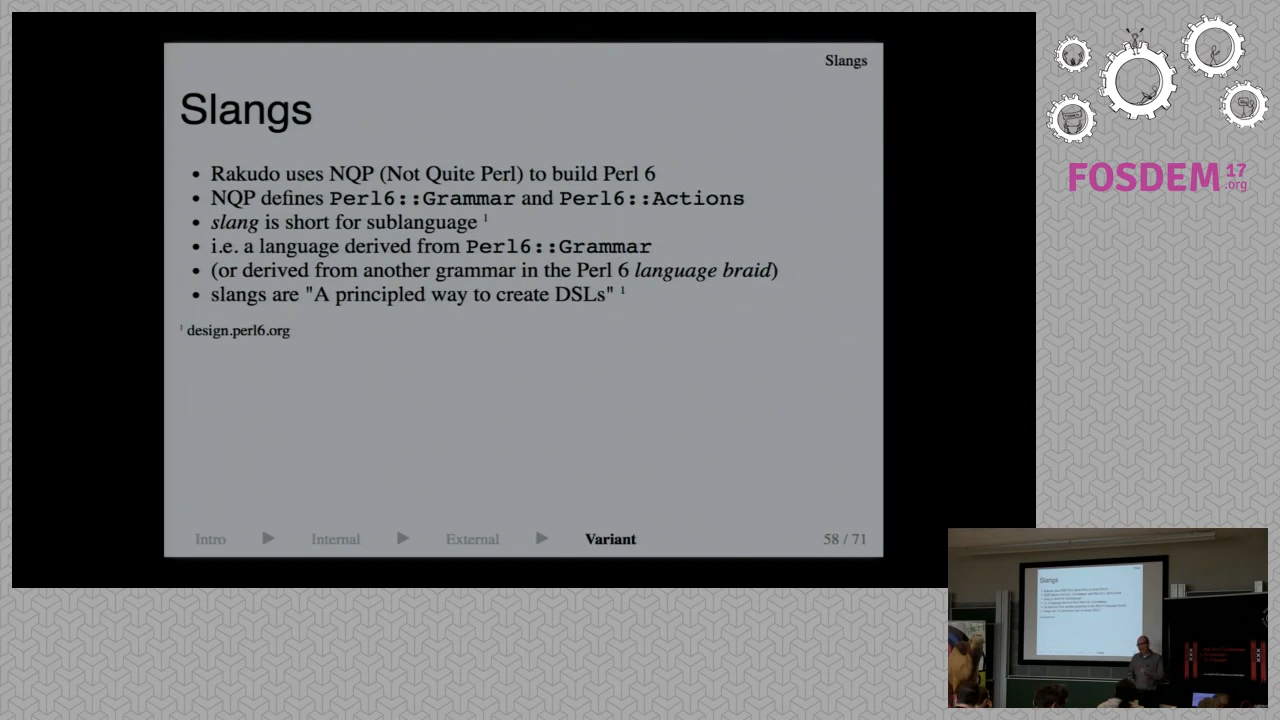 Slangs
Slangs
• Rakudo uses NQP (Not Quite Perl) to build Perl 6
• NQP defines Perl6::Grammar and Perl6::Actions
• slang is short for sublanguage 1
• i.e. a language derived from Perl6::Grammar
• (or derived from another grammar in the Perl 6 language braid)
• slangs are "A principled way to create DSLs" 1
1 design.perl6.org
Intro ▶ Internal ▶ External ▶ Variant 58 / 71
FOSDEM 17
.org
Slangs